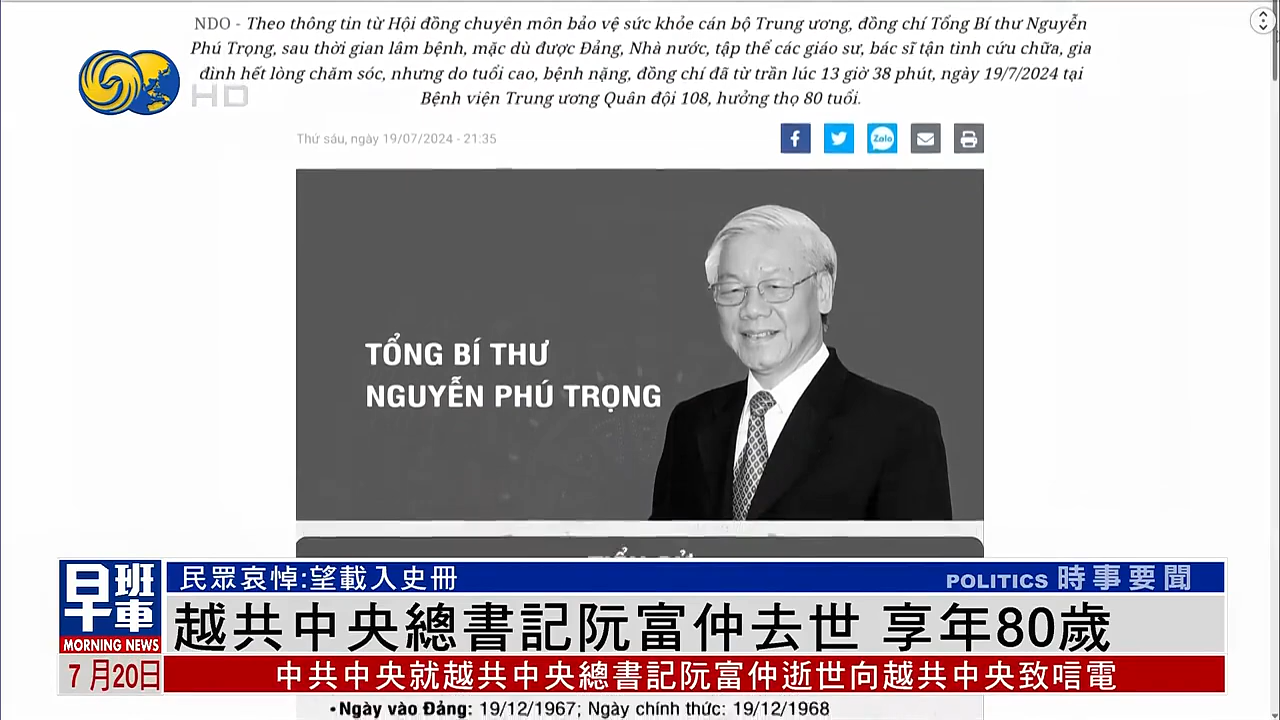 NDO - Theo thông tin từ Hội đồng chuyên môn bảo vệ sức khỏe cán bộ Trung ương, đồng chí Tổng Bí thư Nguyễn
Phú Trọng, sau thời gian lâm bệnh, mặc dù được Đảng, Nhà nước, tập thể các giáo sư, bác sĩ tận tình cứu chữa, gia
đình hết lòng chăm sóc, nhưng do tuổi cao, bệnh nặng, đồng chí đã từ trần lúc 13 giờ 38 phút, ngày 19/7/2024 tại
Bệnh viện Trung ương Quân đội 108, hưởng thọ 80 tuổi.
HD
Thứ sáu, ngày 19/07/2024 - 21:35
f
Zalo
TỔNG BÍ THƯ
NGUYỄN PHÚ TRỌNG
早班車
MORNING NEWS
民眾哀悼:望載入史冊
POLITICS 時事要聞
越共中央總書記阮富仲去世 享年80歲
7月20日
中共中央就越共中央總書記阮富仲逝世向越共中央致唁電
•Ngày vào Đảng: 19/12/1967; Ngày chính thức: 19/12/1968